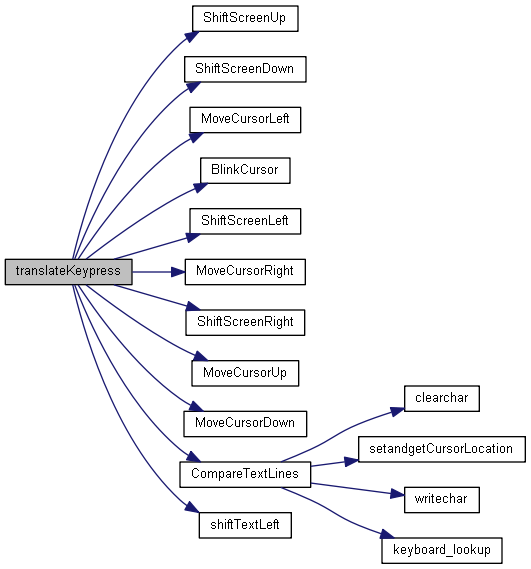 ShiftScreenUp
ShiftScreenDown
MoveCursorLeft
BlinkCursor
ShiftScreenLeft
translateKeypress
MoveCursorRight
ShiftScreenRight
MoveCursorUp
MoveCursorDown
CompareTextLines
shiftTextLeft
clearchar
setandgetCursorLocation
writechar
keyboard_lookup